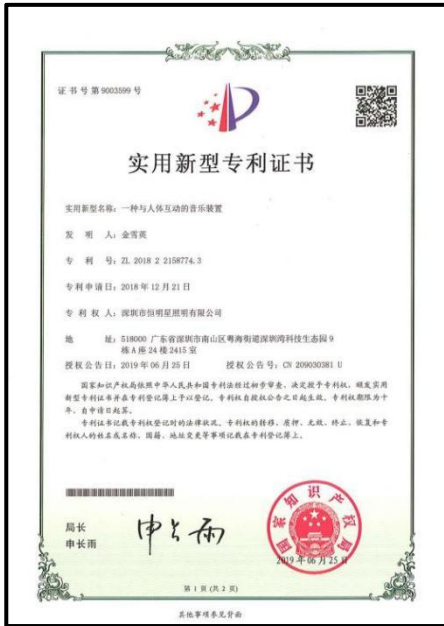 证书号第9003599号
实用新型专利证书
实用新型名称：一种与人体互动的音乐装置
发明人：金雪英
专利号：ZL 2018 2 2158774.3
专利申请日：2018年12月21日
专利权人：深圳市恒明星照明有限公司
地址：518000 广东省深圳市南山区粤海街道深圳湾科技生态园9
栋A座24楼2415室
授权公告日：2019年06月25日 授权公告号：CN 209030381 U
国家知识产权局依照中华人民共和国专利法经过初步审查，决定授予专利权，颁发实用
新型专利证书并在专利登记簿上予以登记。专利权自授权公告之日起生效。专利权期限为十
年，自申请日起算。
专利证书记载专利权登记时的法律状况。专利权的转移、质押、无效、终止、恢复和专
利权人的姓名或名称、国籍、地址变更等事项记载在专利登记簿上。
局长
申长雨
申长雨
国家知识产权局
2019年06月25日
第1页(共2页)
其他事项参见背面